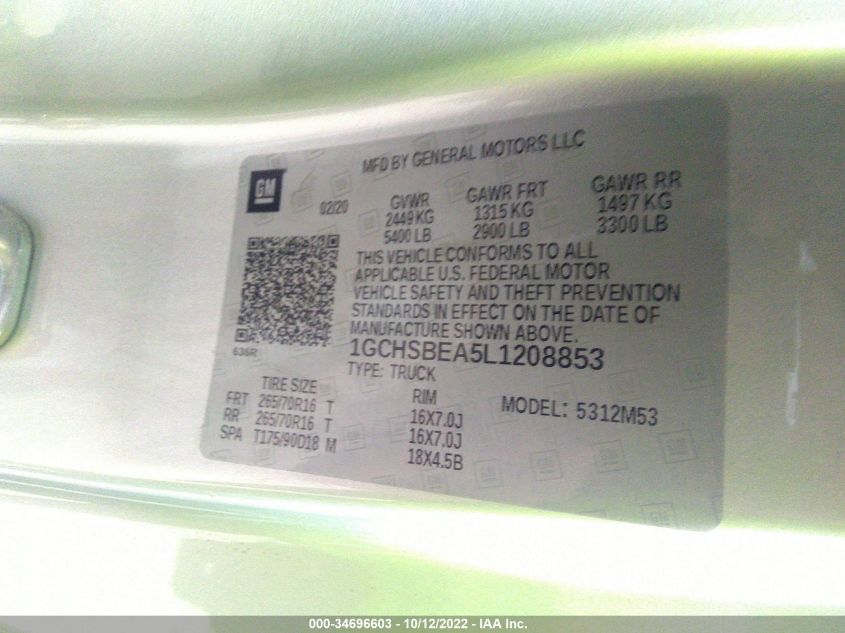 MFD BY GENERAL MOTORS LLC
GM
02/20
GVWR GAWR FRT GAWR RR
2449 KG 1315 KG 1497 KG
5400 LB 2900 LB 3300 LB
THIS VEHICLE CONFORMS TO ALL
APPLICABLE U.S. FEDERAL MOTOR
VEHICLE SAFETY AND THEFT PREVENTION
STANDARDS IN EFFECT ON THE DATE OF
MANUFACTURE SHOWN ABOVE.
636R
1GCHSBEA5L1208853
TYPE: TRUCK
TIRE SIZE RIM MODEL: 5312M53
FRT 265/70R16 T 16X7.0J
RR 265/70R16 T 16X7.0J
SPA T175/90D18 M 18X4.5B
000-34696603 - 10/12/2022 - IAA Inc.